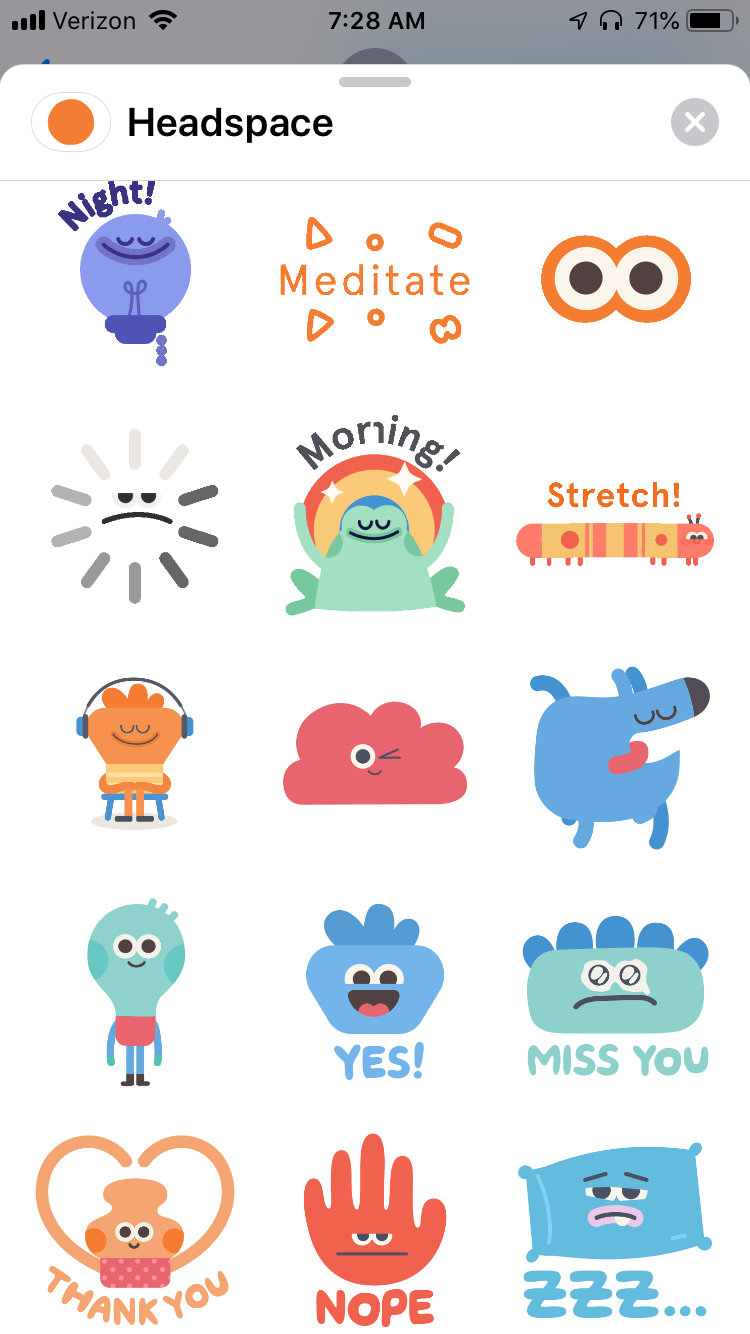 Verizon 7:28 AM 71%
Headspace
Night!
Meditate
Morning!
Stretch!
YES!
MISS YOU
THANK YOU
NOPE
ZZZ...